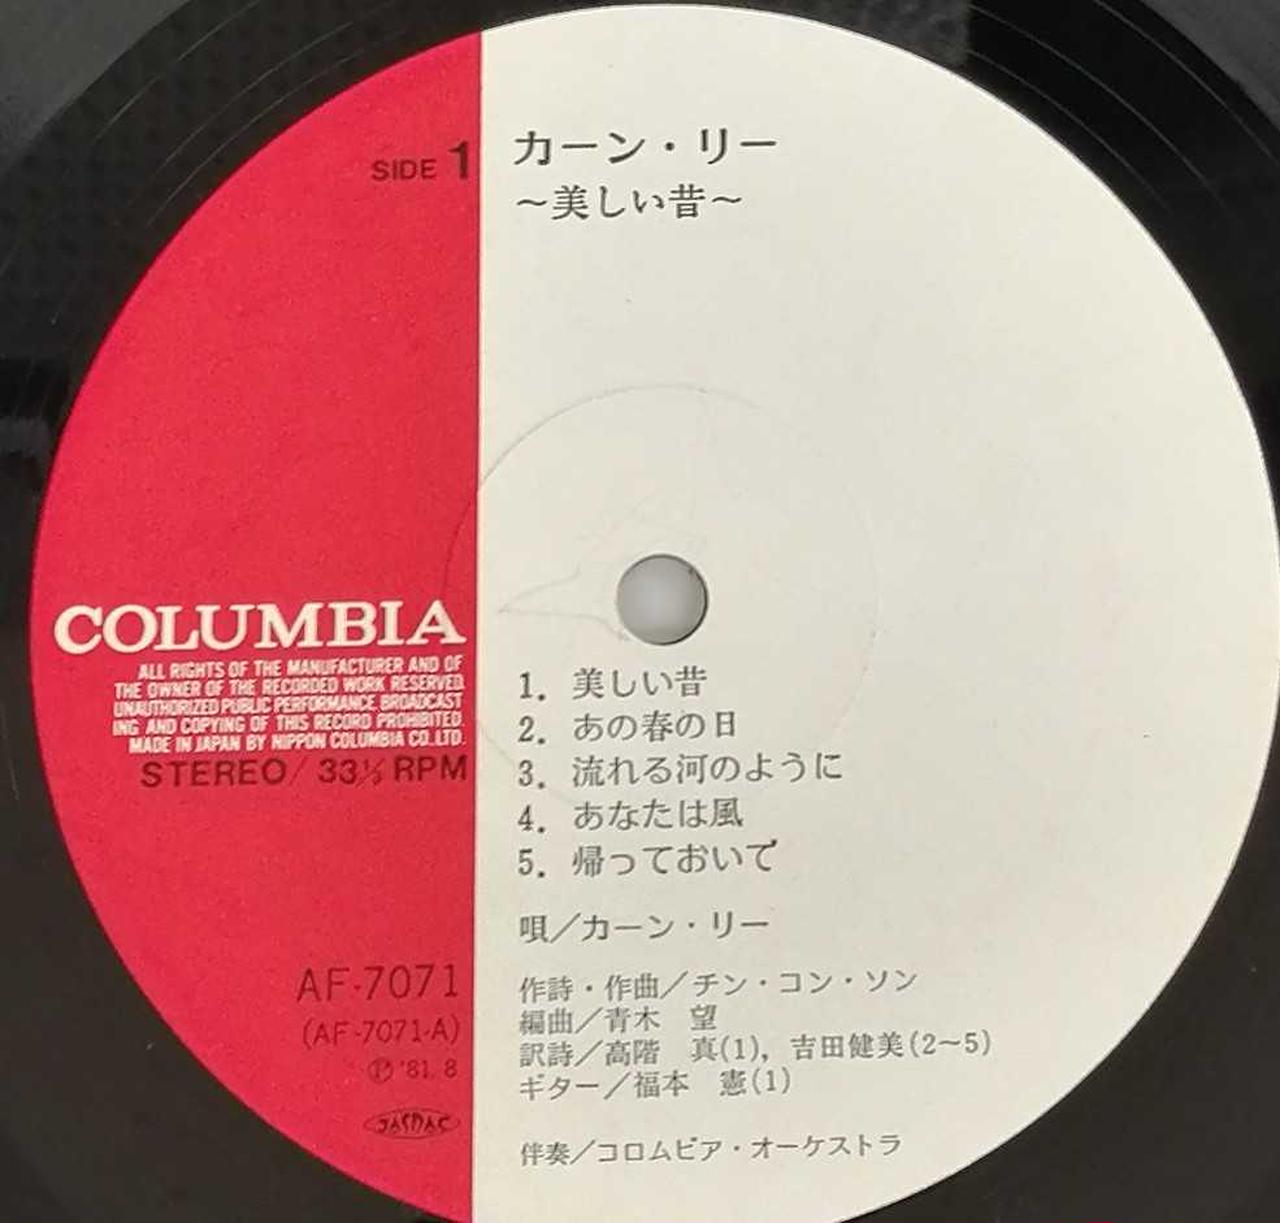 SIDE 1
カーン・リー
〜美しい昔〜
COLUMBIA
ALL RIGHTS OF THE MANUFACTURER AND OF
THE OWNER OF THE RECORDED WORK RESERVED.
UNAUTHORIZED PUBLIC PERFORMANCE BROADCAST
ING AND COPYING OF THIS RECORD PROHIBITED.
MADE IN JAPAN BY NIPPON COLUMBIA CO.,LTD.
STEREO/ 33⅓ RPM
1. 美しい昔
2. あの春の日
3. 流れる河のように
4. あなたは風
5. 帰っておいで
唄／カーン・リー
作詩・作曲／チン・コン・ソン
編曲／青木 望
訳詩／高階 真(1), 吉田健美(2〜5)
ギター／福本 憲(1)
伴奏／コロムビア・オーケストラ
AF-7071
(AF-7071-A)
Ⓟ '81. 8
JASRAC